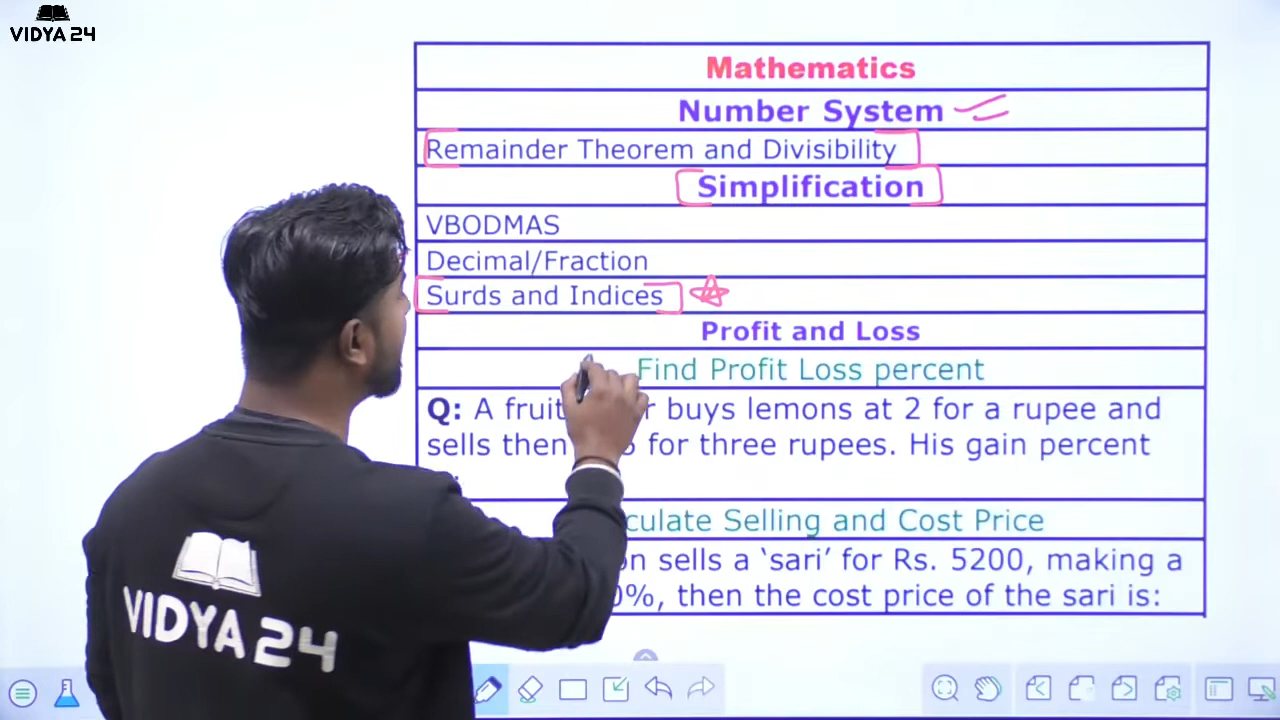 VIDYA 24
Mathematics
Number System
Remainder Theorem and Divisibility
Simplification
VBODMAS
Decimal/Fraction
Surds and Indices
Profit and Loss
Find Profit Loss percent
Q: A fruit buys lemons at 2 for a rupee and
sells then for three rupees. His gain percent
Selling and Cost Price
sells a ‘sari’ for Rs. 5200, making a
then the cost price of the sari is:
VIDYA 24